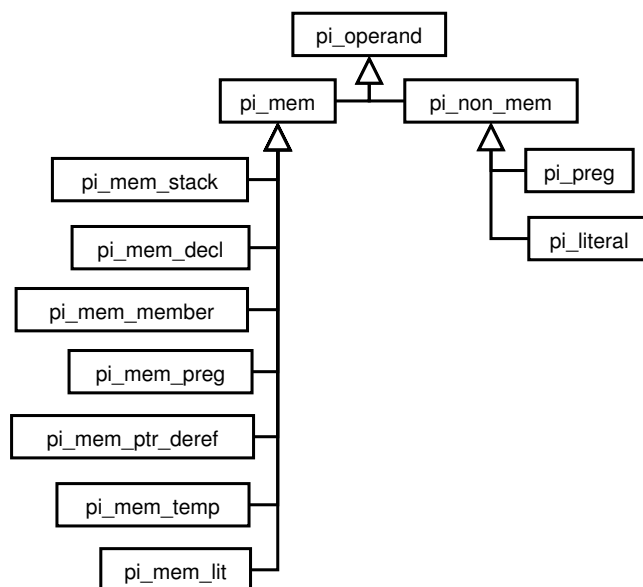 pi_operand
pi_mem
pi_non_mem
pi_mem_stack
pi_preg
pi_mem_decl
pi_literal
pi_mem_member
pi_mem_preg
pi_mem_ptr_deref
pi_mem_temp
pi_mem_lit